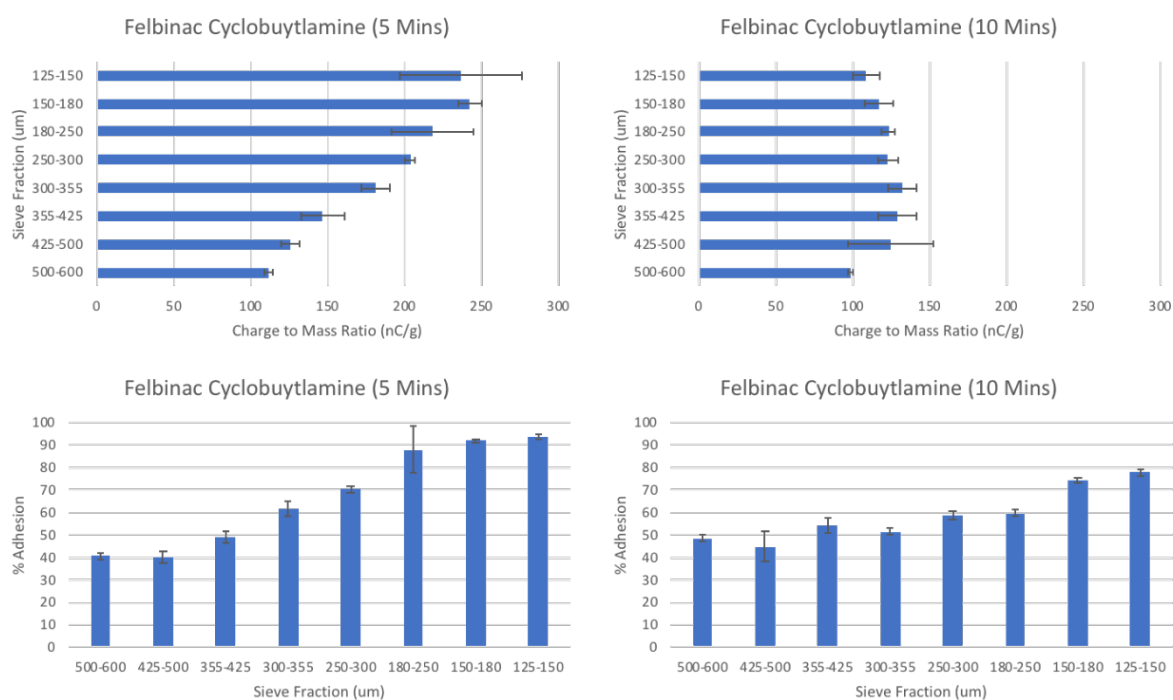 Felbinac Cyclobuytlamine (5 Mins)
Sieve Fraction (um)
125-150
150-180
180-250
250-300
300-355
355-425
425-500
500-600
0 50 100 150 200 250 300
Charge to Mass Ratio (nC/g)
Felbinac Cyclobuytlamine (10 Mins)
Sieve Fraction (um)
125-150
150-180
180-250
250-300
300-355
355-425
425-500
500-600
0 50 100 150 200 250 300
Charge to Mass Ratio (nC/g)
Felbinac Cyclobuytlamine (5 Mins)
% Adhesion
100
90
80
70
60
50
40
30
20
10
0
500-600 425-500 355-425 300-355 250-300 180-250 150-180 125-150
Sieve Fraction (um)
Felbinac Cyclobuytlamine (10 Mins)
% Adhesion
100
90
80
70
60
50
40
30
20
10
0
500-600 425-500 355-425 300-355 250-300 180-250 150-180 125-150
Sieve Fraction (um)